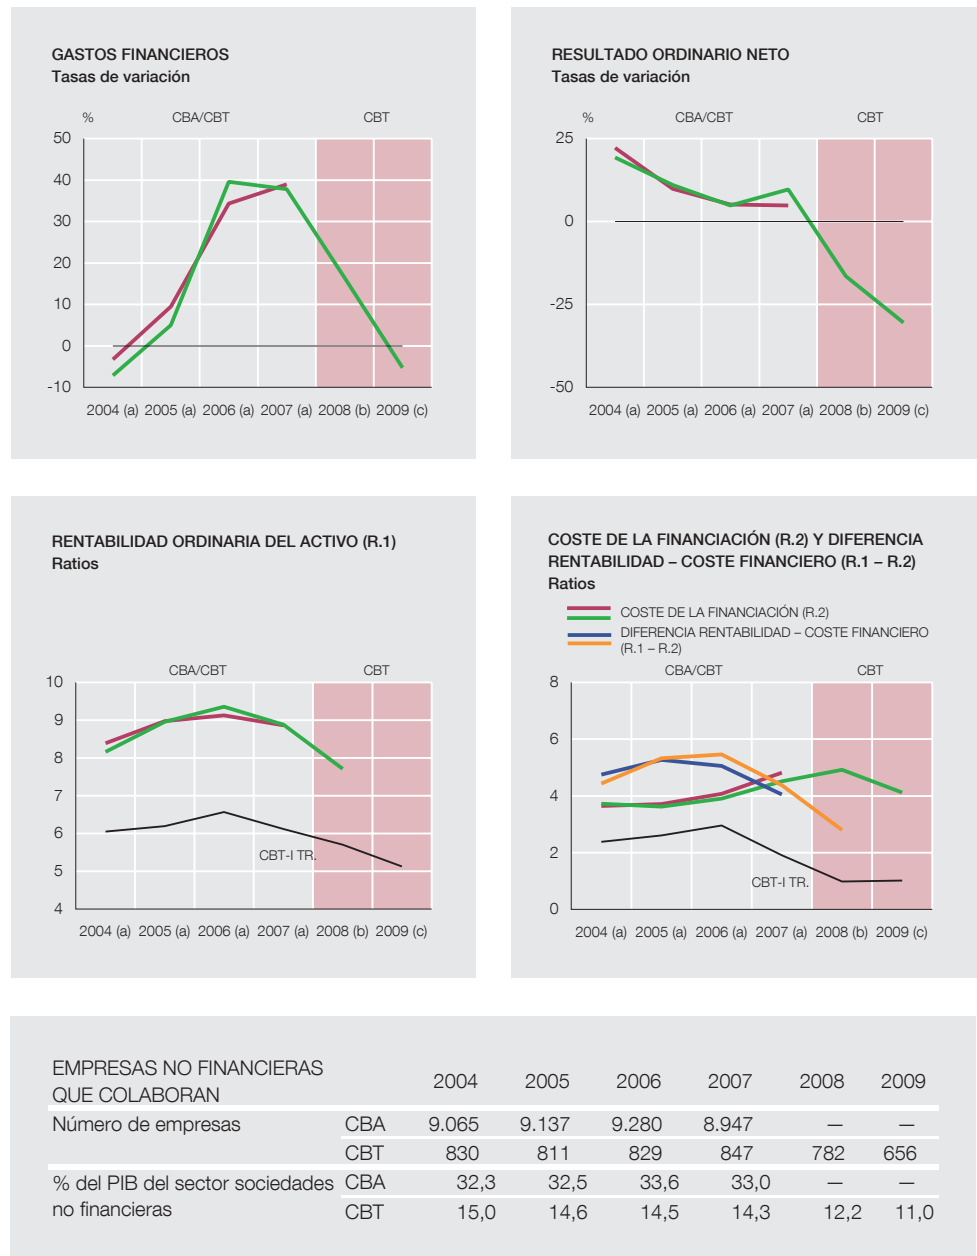 GASTOS FINANCIEROS
Tasas de variación
% CBA/CBT CBT
50
40
30
20
10
0
-10
2004 (a) 2005 (a) 2006 (a) 2007 (a) 2008 (b) 2009 (c)
RESULTADO ORDINARIO NETO
Tasas de variación
% CBA/CBT CBT
25
0
-25
-50
2004 (a) 2005 (a) 2006 (a) 2007 (a) 2008 (b) 2009 (c)
RENTABILIDAD ORDINARIA DEL ACTIVO (R.1)
Ratios
CBA/CBT CBT
10
9
8
7
6
5
4
CBT-I TR.
2004 (a) 2005 (a) 2006 (a) 2007 (a) 2008 (b) 2009 (c)
COSTE DE LA FINANCIACIÓN (R.2) Y DIFERENCIA
RENTABILIDAD – COSTE FINANCIERO (R.1 – R.2)
Ratios
COSTE DE LA FINANCIACIÓN (R.2)
DIFERENCIA RENTABILIDAD – COSTE FINANCIERO
(R.1 – R.2)
CBA/CBT CBT
8
6
4
2
0
CBT-I TR.
2004 (a) 2005 (a) 2006 (a) 2007 (a) 2008 (b) 2009 (c)
EMPRESAS NO FINANCIERAS
QUE COLABORAN 2004 2005 2006 2007 2008 2009
Número de empresas CBA 9.065 9.137 9.280 8.947 — —
CBT 830 811 829 847 782 656
% del PIB del sector sociedades CBA 32,3 32,5 33,6 33,0 — —
no financieras CBT 15,0 14,6 14,5 14,3 12,2 11,0